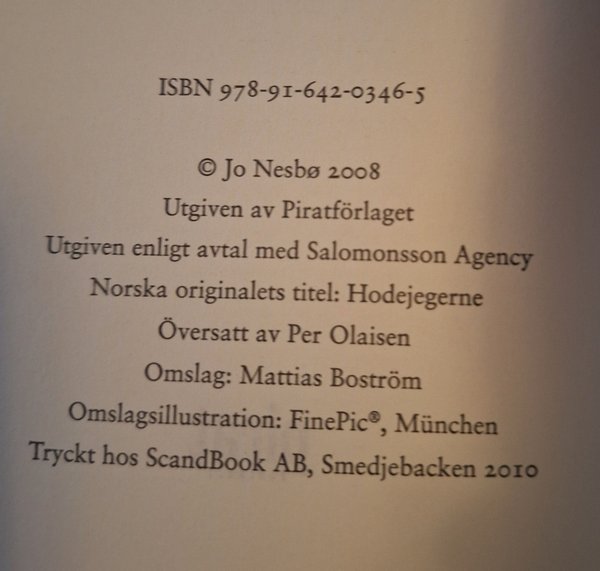 ISBN 978-91-642-0346-5
© Jo Nesbø 2008
Utgiven av Piratförlaget
Utgiven enligt avtal med Salomonsson Agency
Norska originalets titel: Hodejegerne
Översatt av Per Olaisen
Omslag: Mattias Boström
Omslagsillustration: FinePic®, München
Tryckt hos ScandBook AB, Smedjebacken 2010